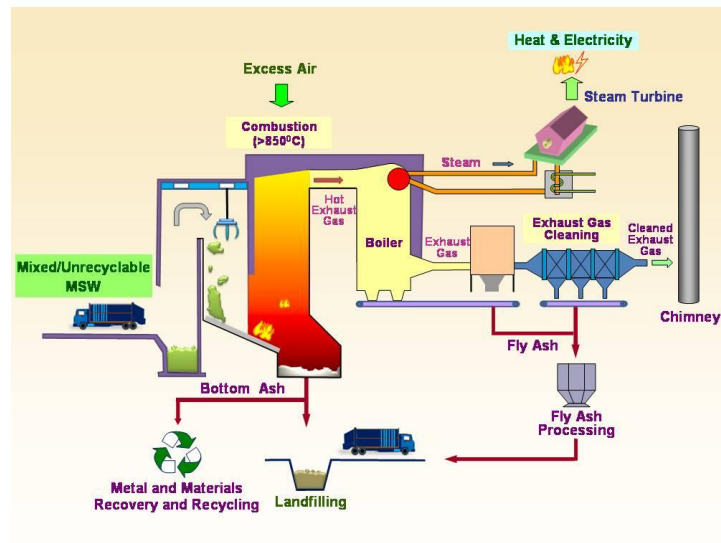 Heat & Electricity
Excess Air
Steam Turbine
Combustion
(>850⁰C)
Steam
Hot
Exhaust
Gas
Boiler
Exhaust
Gas
Exhaust Gas
Cleaning
Cleaned
Exhaust
Gas
Mixed/Unrecyclable
MSW
Chimney
Fly Ash
Bottom Ash
Fly Ash
Processing
Metal and Materials
Recovery and Recycling
Landfilling